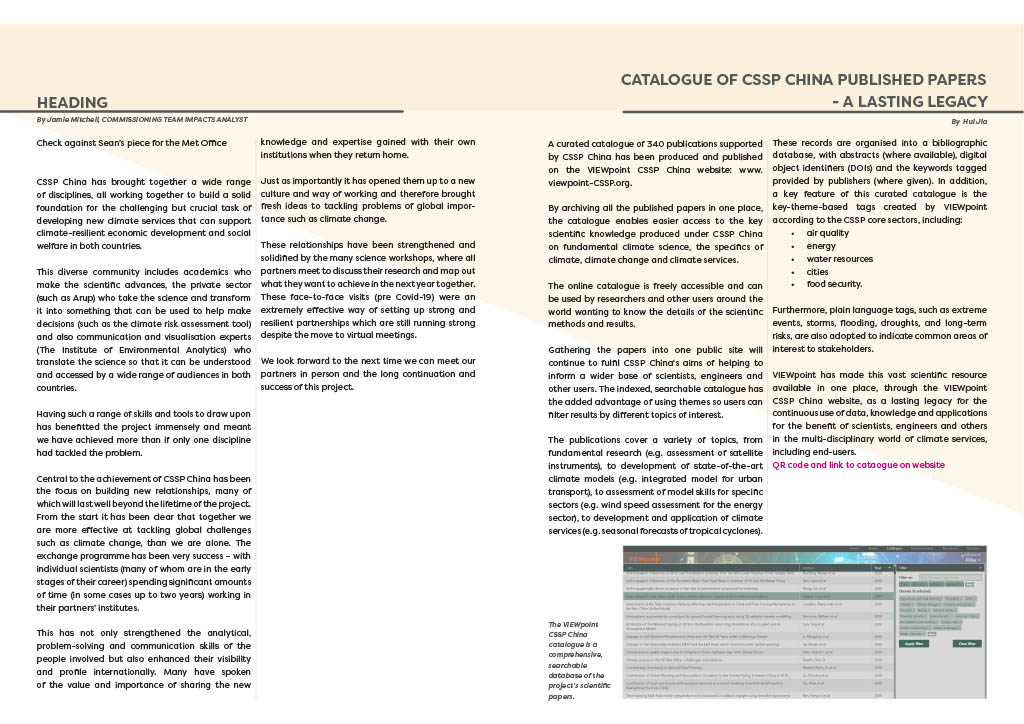 HEADING
By Jamie Mitchell, COMMISSIONING TEAM IMPACTS ANALYST
Check against Sean's piece for the Met Office
CSSP China has brought together a wide range
of disciplines, all working together to build a solid
foundation for the challenging but crucial task of
developing new climate services that can support
climate-resilient economic development and social
welfare in both countries.
This diverse community includes academics who
make the scientific advances, the private sector
(such as Arup) who take the science and transform
it into something that can be used to help make
decisions (such as the climate risk assessment tool)
and also communication and visualisation experts
(The Institute of Environmental Analytics) who
translate the science so that it can be understood
and accessed by a wide range of audiences in both
countries.
Having such a range of skills and tools to draw upon
has benefitted the project immensely and meant
we have achieved more than if only one discipline
had tackled the problem.
Central to the achievement of CSSP China has been
the focus on building new relationships, many of
which will last well beyond the lifetime of the project.
From the start it has been clear that together we
are more effective at tackling global challenges
such as climate change, than we are alone. The
exchange programme has been very success – with
individual scientists (many of whom are in the early
stages of their career) spending significant amounts
of time (in some cases up to two years) working in
their partners' institutes.
This has not only strengthened the analytical,
problem-solving and communication skills of the
people involved but also enhanced their visibility
and profile internationally. Many have spoken
of the value and importance of sharing the new
knowledge and expertise gained with their own
institutions when they return home.
Just as importantly it has opened them up to a new
culture and way of working and therefore brought
fresh ideas to tackling problems of global impor-
tance such as climate change.
These relationships have been strengthened and
solidified by the many science workshops, where all
partners meet to discuss their research and map out
what they want to achieve in the next year together.
These face-to-face visits (pre Covid-19) were an
extremely effective way of setting up strong and
resilient partnerships which are still running strong
despite the move to virtual meetings.
We look forward to the next time we can meet our
partners in person and the long continuation and
success of this project.
CATALOGUE OF CSSP CHINA PUBLISHED PAPERS
- A LASTING LEGACY
By Hui Jia
A curated catalogue of 340 publications supported
by CSSP China has been produced and published
on the VIEWpoint CSSP China website: www.
viewpoint-CSSP.org.
By archiving all the published papers in one place,
the catalogue enables easier access to the key
scientific knowledge produced under CSSP China
on fundamental climate science, the specifics of
climate, climate change and climate services.
The online catalogue is freely accessible and can
be used by researchers and other users around the
world wanting to know the details of the scientific
methods and results.
Gathering the papers into one public site will
continue to fulfil CSSP China's aims of helping to
inform a wider base of scientists, engineers and
other users. The indexed, searchable catalogue has
the added advantage of using themes so users can
filter results by different topics of interest.
The publications cover a variety of topics, from
fundamental research (e.g. assessment of satellite
instruments), to development of state-of-the-art
climate models (e.g. integrated model for urban
transport), to assessment of model skills for specific
sectors (e.g. wind speed assessment for the energy
sector), to development and application of climate
services (e.g. seasonal forecasts of tropical cyclones).
These records are organised into a bibliographic
database, with abstracts (where available), digital
object identifiers (DOIs) and the keywords tagged
provided by publishers (where given). In addition,
a key feature of this curated catalogue is the
key-theme-based tags created by VIEWpoint
according to the CSSP core sectors, including:
• air quality
• energy
• water resources
• cities
• food security.
Furthermore, plain language tags, such as extreme
events, storms, flooding, droughts, and long-term
risks, are also adopted to indicate common areas of
interest to stakeholders.
VIEWpoint has made this vast scientific resource
available in one place, through the VIEWpoint
CSSP China website, as a lasting legacy for the
continuous use of data, knowledge and applications
for the benefit of scientists, engineers and others
in the multi-disciplinary world of climate services,
including end-users.
QR code and link to cataogue on website
The VIEWpoint
CSSP China
catalogue is a
comprehensive,
searchable
database of the
project's scientific
papers.
VIEWpoint
Catalogue
Filter
Apply Filter
Clear filter